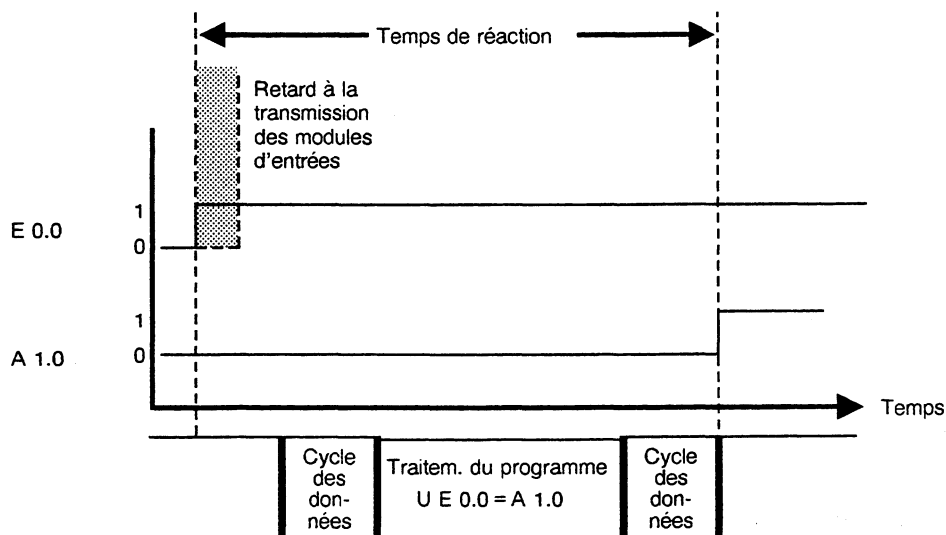 Temps de réaction
Retard à la
transmission
des modules
d'entrées
1
E 0.0
0
1
A 1.0
0
Temps
Cycle
des
don-
nées
Traitem. du programme
U E 0.0 = A 1.0
Cycle
des
don-
nées